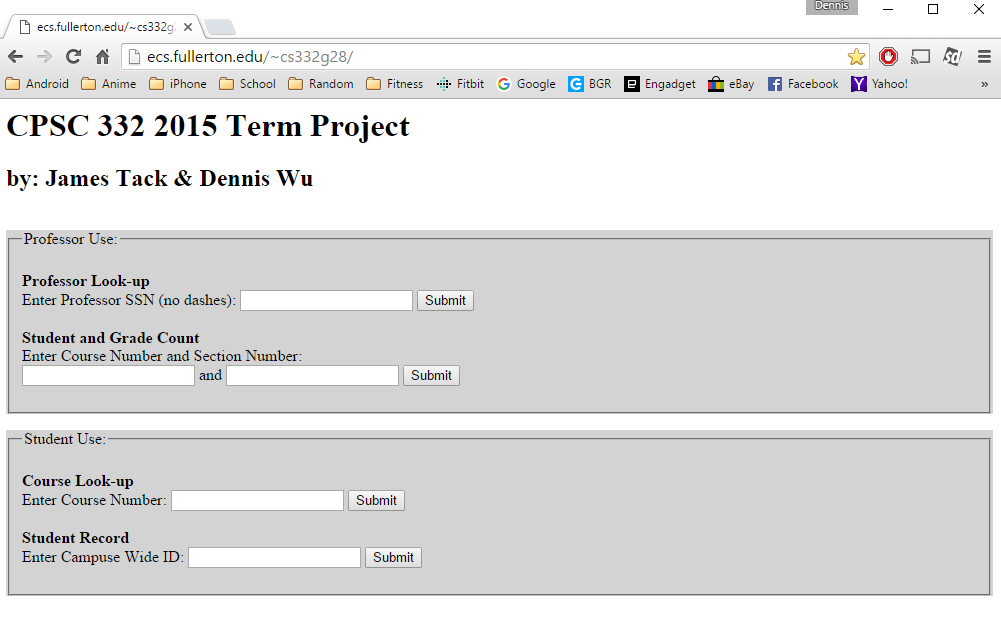 Dennis
ecs.fullerton.edu/~cs332g
ecs.fullerton.edu/~cs332g28/
Android Anime iPhone School Random Fitness Fitbit Google BGR Engadget eBay Facebook Yahoo! »
CPSC 332 2015 Term Project
by: James Tack & Dennis Wu
Professor Use:
Professor Look-up
Enter Professor SSN (no dashes): Submit
Student and Grade Count
Enter Course Number and Section Number:
and Submit
Student Use:
Course Look-up
Enter Course Number: Submit
Student Record
Enter Campuse Wide ID: Submit